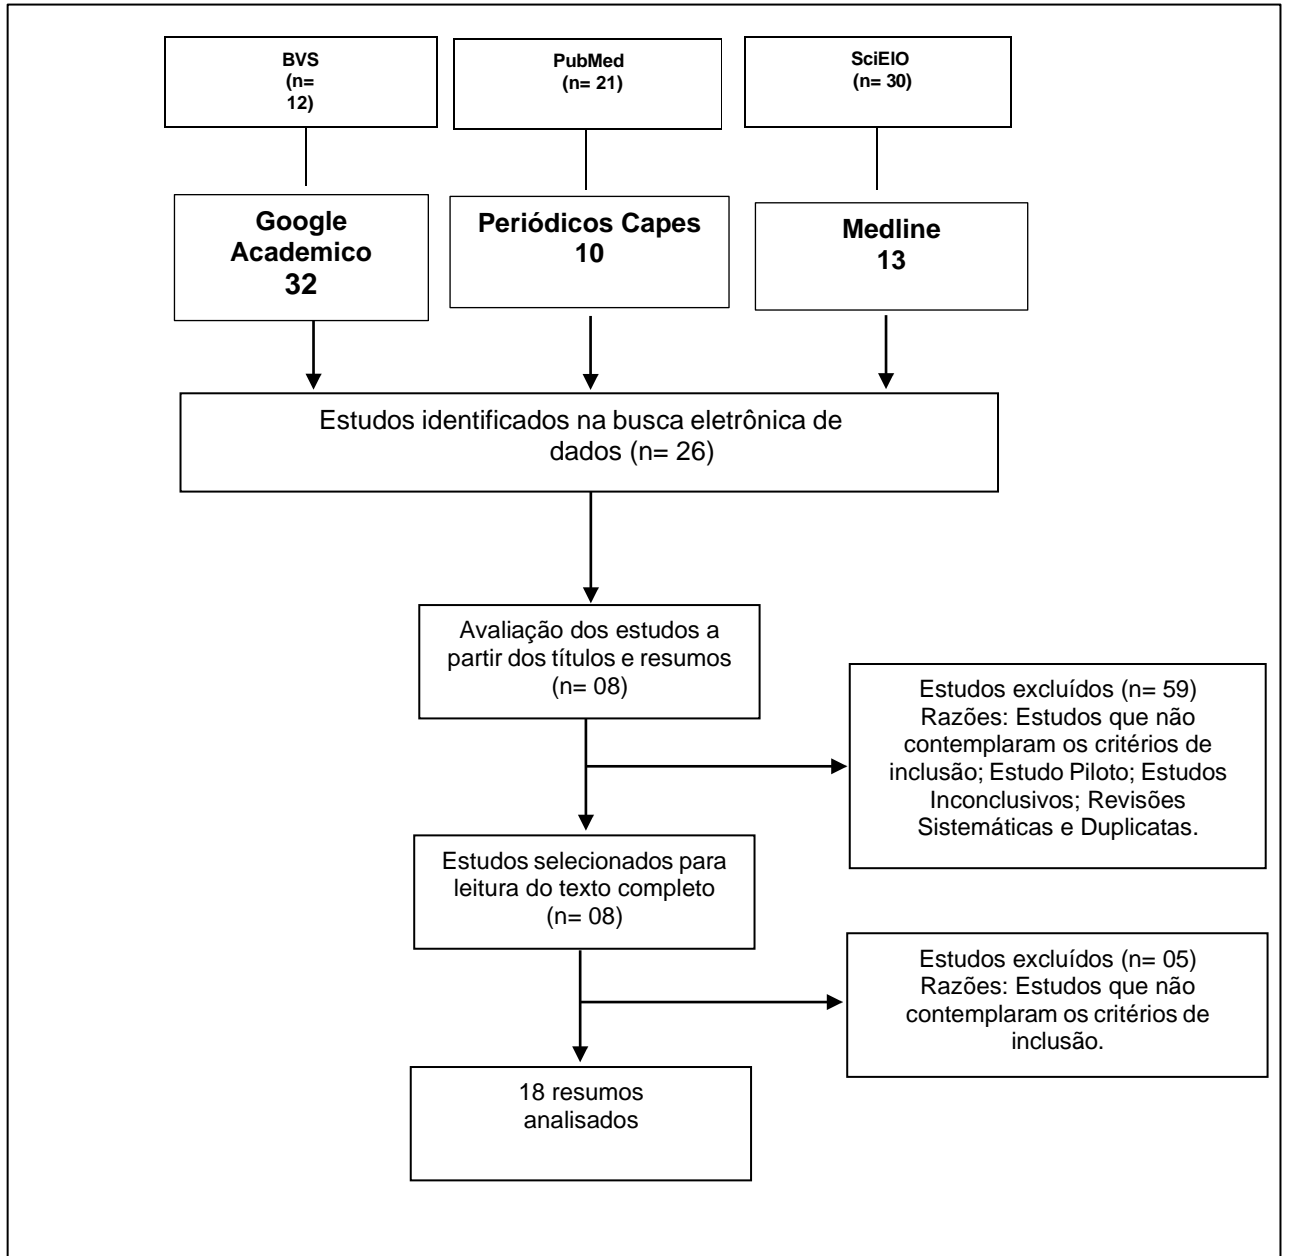 BVS
(n=
12)
PubMed
(n= 21)
SciElO
(n= 30)
Google
Academico
32
Periódicos Capes
10
Medline
13
Estudos identificados na busca eletrônica de
dados (n= 26)
Avaliação dos estudos a
partir dos títulos e resumos
(n= 08)
Estudos excluídos (n= 59)
Razões: Estudos que não
contemplaram os critérios de
inclusão; Estudo Piloto; Estudos
Inconclusivos; Revisões
Sistemáticas e Duplicatas.
Estudos selecionados para
leitura do texto completo
(n= 08)
Estudos excluídos (n= 05)
Razões: Estudos que não
contemplaram os critérios de
inclusão.
18 resumos
analisados